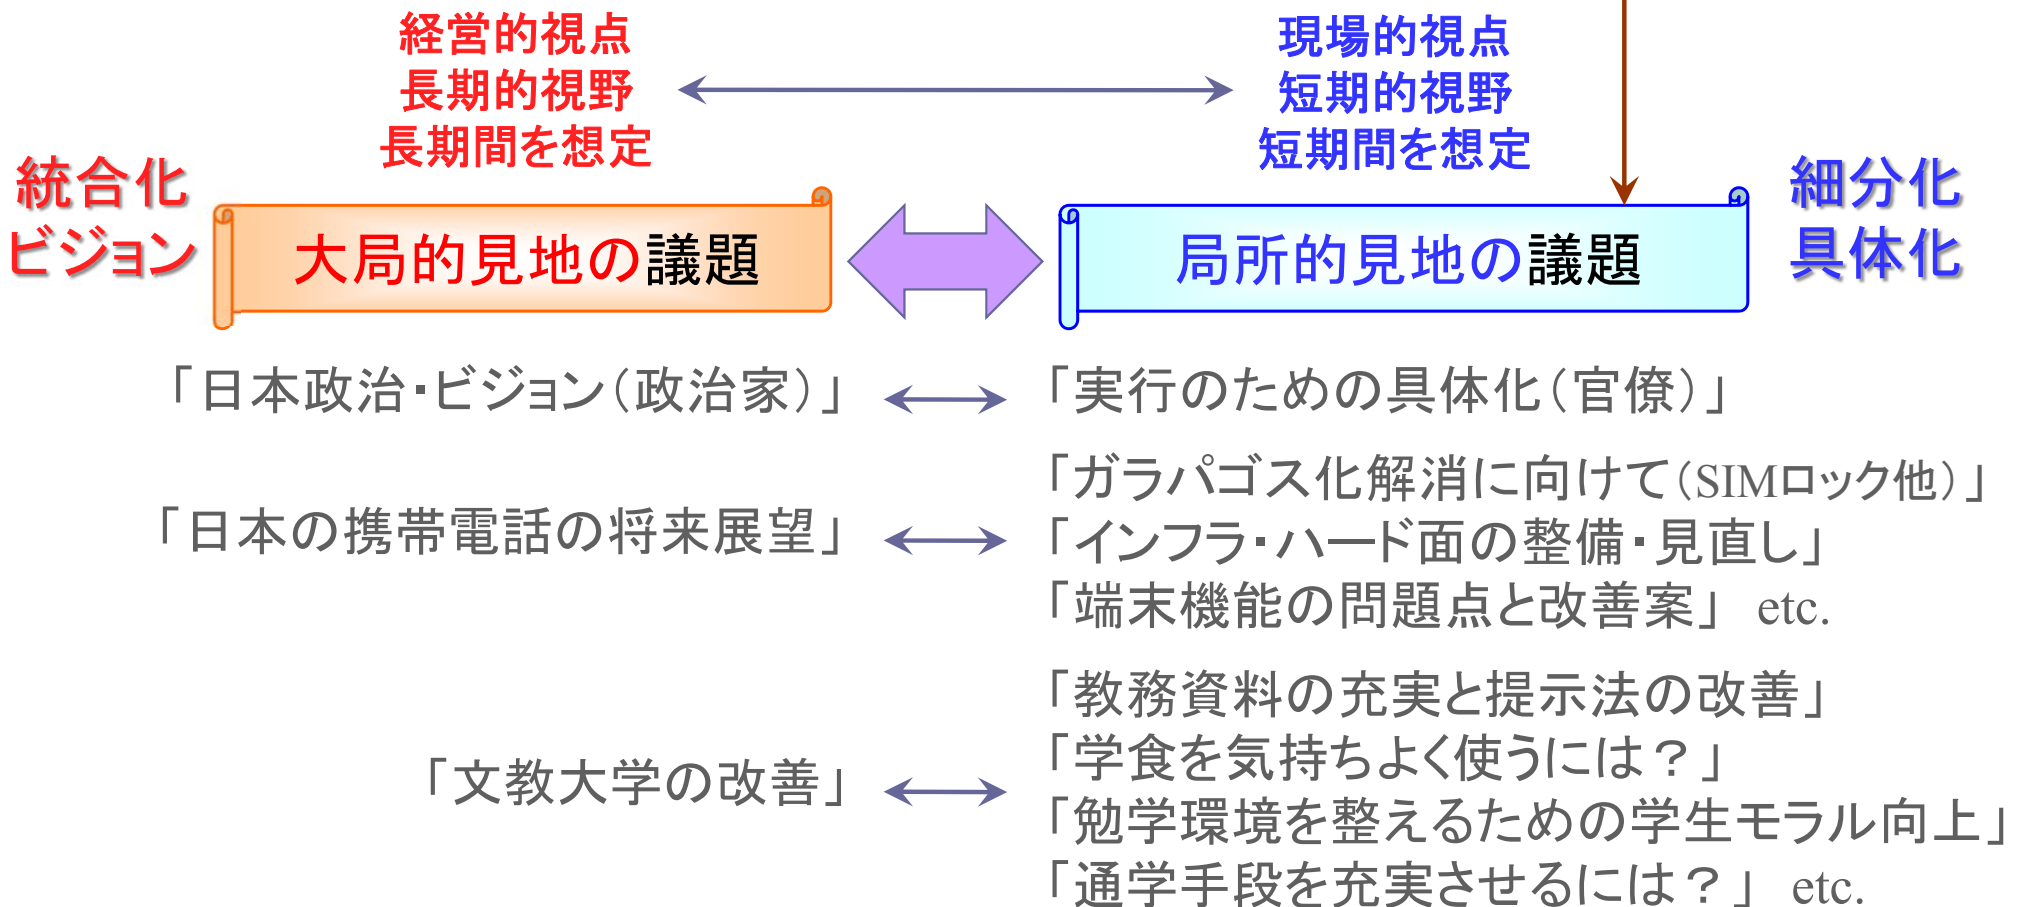 経営的視点
長期的視野
長期間を想定
現場的視点
短期的視野
短期間を想定
統合化
ビジョン
大局的見地の議題
局所的見地の議題
細分化
具体化
「日本政治・ビジョン（政治家）」
「実行のための具体化（官僚）」
「日本の携帯電話の将来展望」
「ガラパゴス化解消に向けて（SIMロック他）」
「インフラ・ハード面の整備・見直し」
「端末機能の問題点と改善案」 etc.
「文教大学の改善」
「教務資料の充実と提示法の改善」
「学食を気持ちよく使うには？」
「勉学環境を整えるための学生モラル向上」
「通学手段を充実させるには？」 etc.